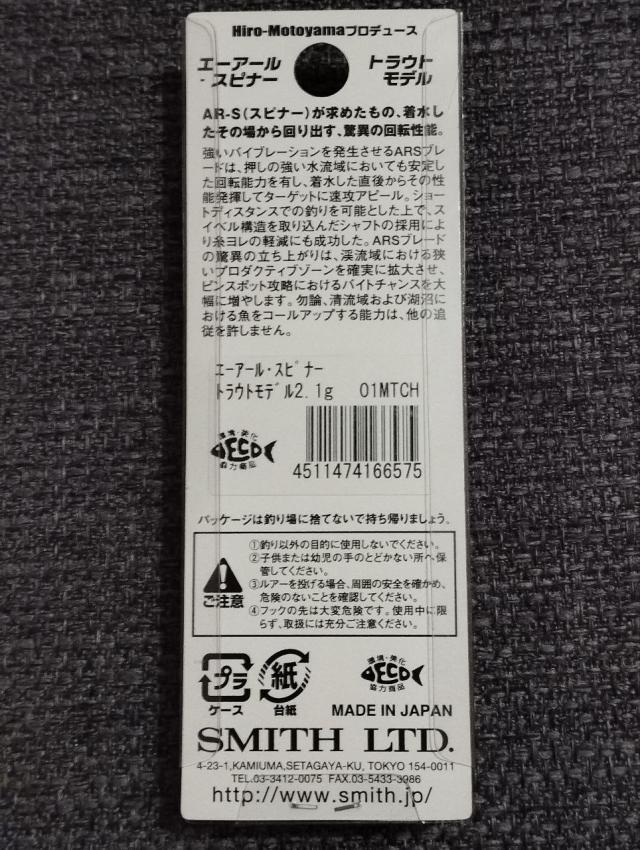 Hiro-Motoyamaプロデュース
エーアール トラウト
・スピナー モデル
AR-S(スピナー)が求めたもの、着水し
たその場から回り出す、驚異の回転性能。
強いバイブレーションを発生させるARSブレ
ードは、押しの強い水流域においても安定し
た回転能力を有し、着水した直後からその性
能発揮してターゲットに速攻アピール。ショー
トディスタンスでの釣りを可能とした上で、ス
イベル構造を取り込んだシャフトの採用によ
り糸ヨレの軽減にも成功した。ARSブレード
の驚異の立ち上がりは、渓流域における狭
いプロダクティブゾーンを確実に拡大させ、
ピンスポット攻略におけるバイトチャンスを大
幅に増やします。勿論、清流域および湖沼に
おける魚をコールアップする能力は、他の追
従を許しません。
エーアール・スピナー
トラウトモデル2.1g 01MTCH
環境・美化
ECO
協力商品
4511474166575
パッケージは釣り場に捨てないで持ち帰りましょう。
ご注意
①釣り以外の目的に使用しないでください。
②子供または幼児の手のとどかない所へ保
管してください。
③ルアーを投げる場合、周囲の安全を確かめ、
危険のないことを確認してください。
④フックの先は大変危険です。使用中に限
らず、取扱には充分ご注意ください。
プラ
ケース
紙
台紙
環境・美化
ECO
協力商品
MADE IN JAPAN
SMITH LTD.
4-23-1,KAMIUMA,SETAGAYA-KU, TOKYO 154-0011
TEL.03-3412-0075 FAX.03-5433-3986
http://www.smith.jp/